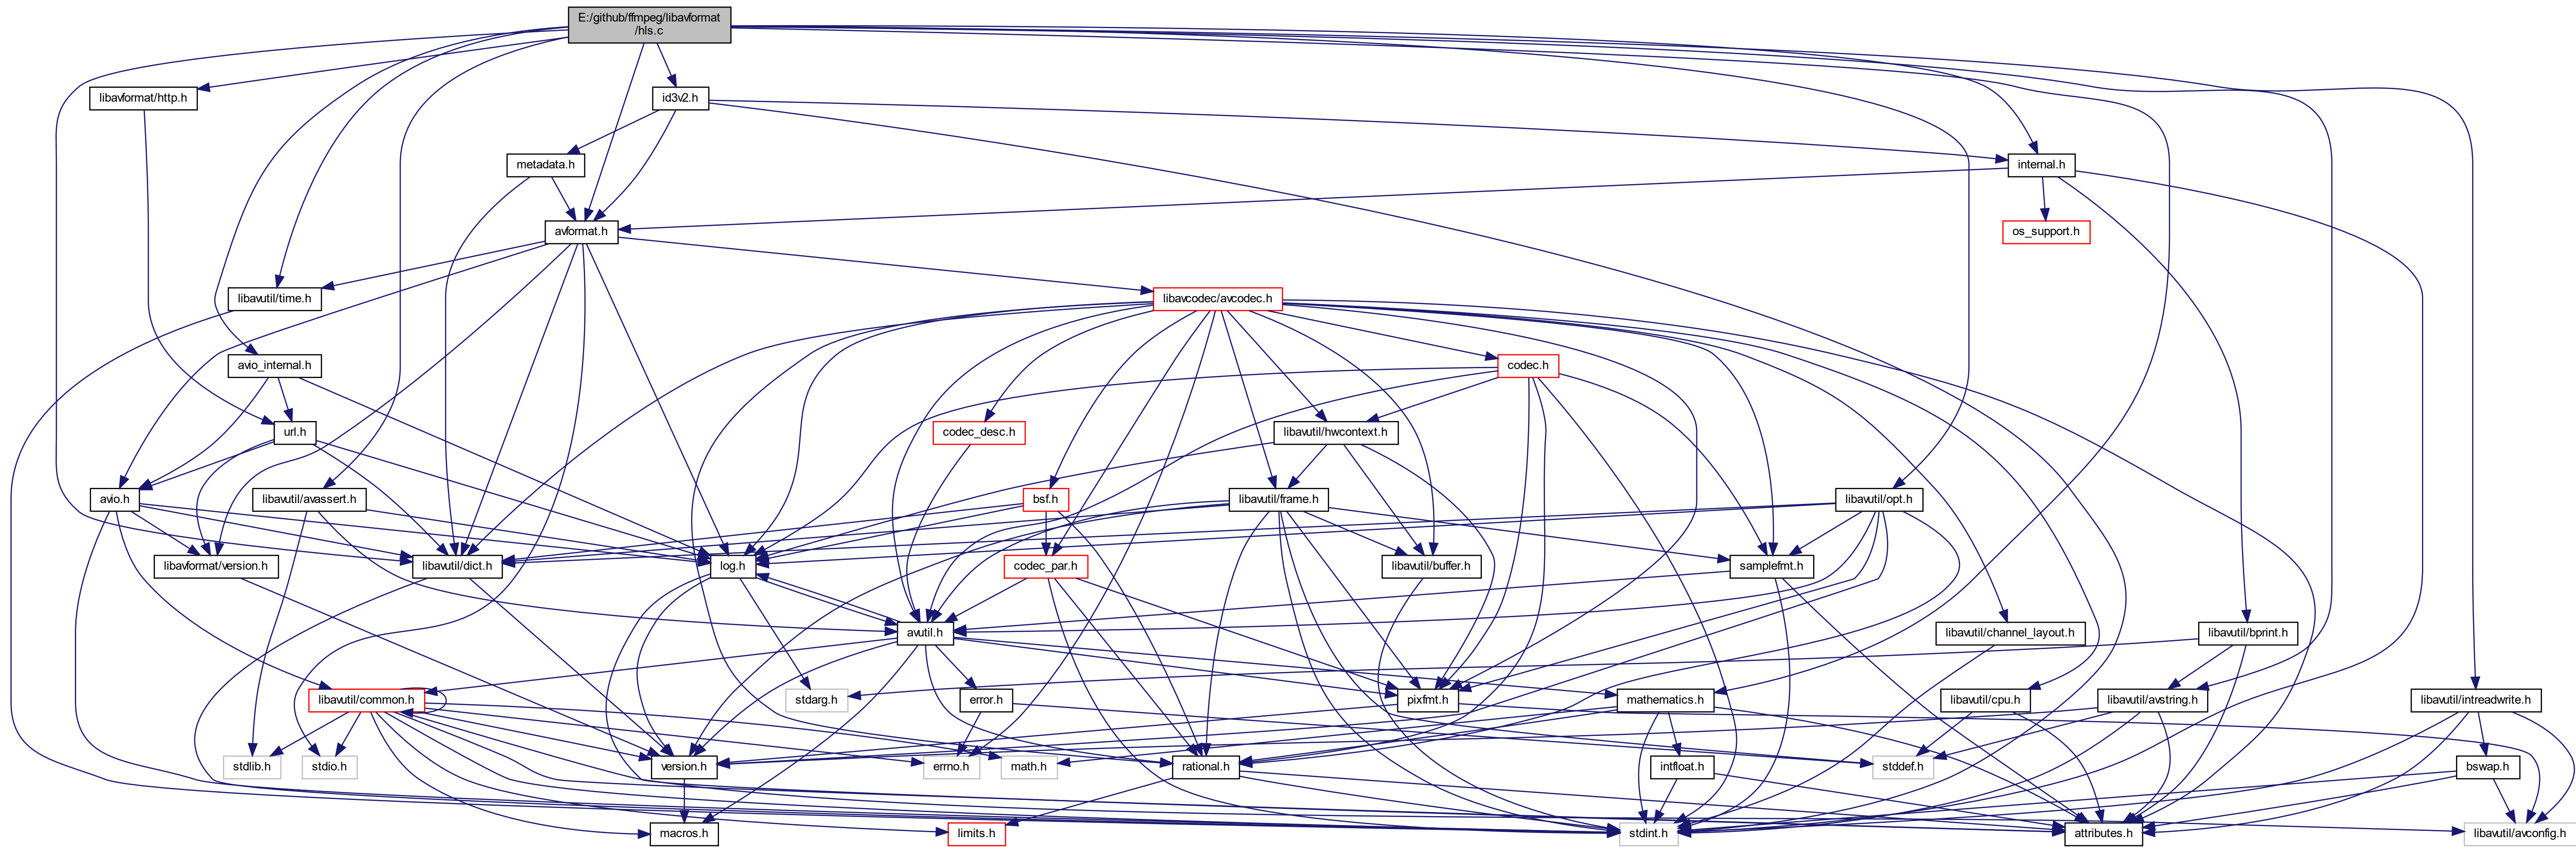 E:/github/ffmpeg/libavformat
/hls.c
libavformat/http.h
id3v2.h
metadata.h
internal.h
avformat.h
os_support.h
libavutil/time.h
libavcodec/avcodec.h
avio_internal.h
codec.h
url.h
codec_desc.h
libavutil/hwcontext.h
avio.h
libavutil/avassert.h
bsf.h
libavutil/frame.h
libavutil/opt.h
libavformat/version.h
libavutil/dict.h
log.h
codec_par.h
libavutil/buffer.h
samplefmt.h
avutil.h
libavutil/channel_layout.h
libavutil/bprint.h
libavutil/common.h
stdarg.h
error.h
pixfmt.h
mathematics.h
libavutil/cpu.h
libavutil/avstring.h
libavutil/intreadwrite.h
stdlib.h
stdio.h
version.h
errno.h
math.h
rational.h
intfloat.h
stddef.h
bswap.h
macros.h
limits.h
stdint.h
attributes.h
libavutil/avconfig.h